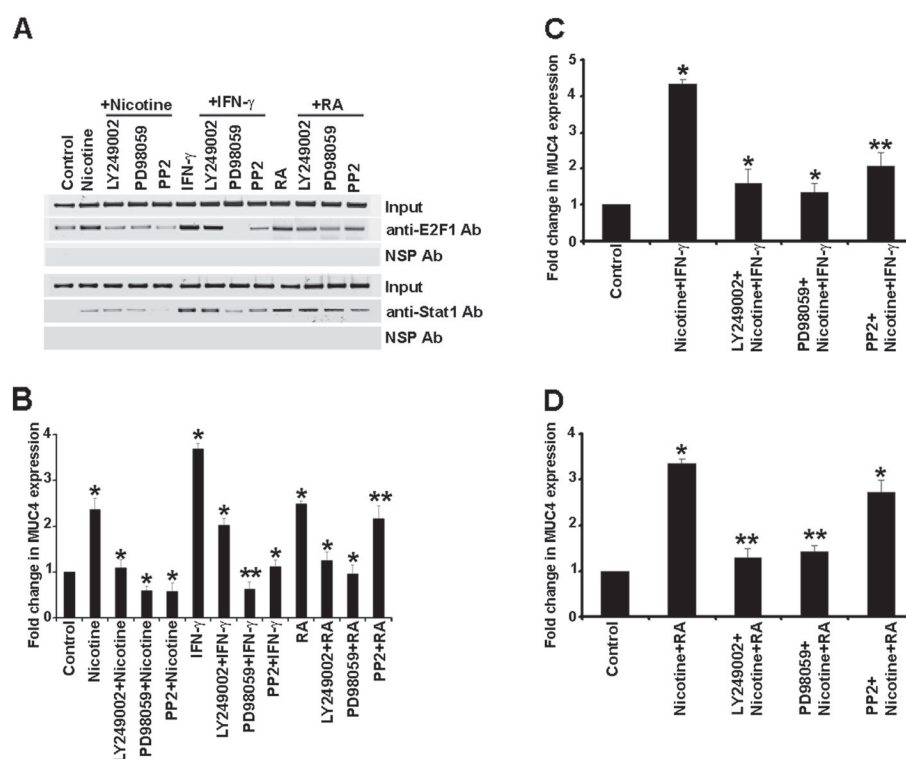 A
+Nicotine
+IFN-γ
+RA
Control
Nicotine
LY249002
PD98059
PP2
IFN-γ
LY249002
PD98059
PP2
RA
LY249002
PD98059
PP2
Input
anti-E2F1 Ab
NSP Ab
Input
anti-Stat1 Ab
NSP Ab
B
Fold change in MUC4 expression
4
3
2
1
0
*
*
*
*
*
*
**
*
*
*
*
**
Control
Nicotine
LY249002+Nicotine
PD98059+Nicotine
PP2+Nicotine
IFN-γ
LY249002+IFN-γ
PD98059+IFN-γ
PP2+IFN-γ
RA
LY249002+RA
PD98059+RA
PP2+RA
C
Fold change in MUC4 expression
5
4
3
2
1
0
*
*
*
**
Control
Nicotine+IFN-γ
LY249002+
Nicotine+IFN-γ
PD98059+
Nicotine+IFN-γ
PP2+
Nicotine+IFN-γ
D
Fold change in MUC4 expression
4
3
2
1
0
*
**
**
*
Control
Nicotine+RA
LY249002+
Nicotine+RA
PD98059+
Nicotine+RA
PP2+
Nicotine+RA